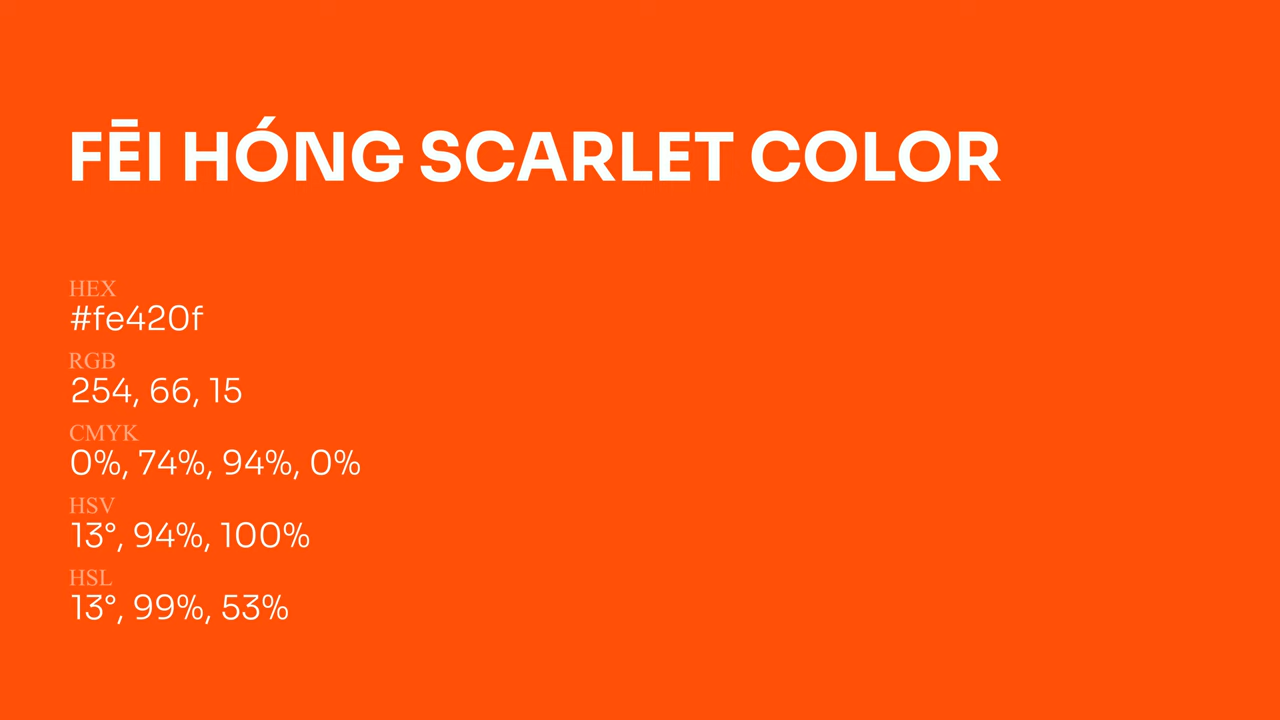 FĒI HÓNG SCARLET COLOR
HEX
#fe420f
RGB
254, 66, 15
CMYK
0%, 74%, 94%, 0%
HSV
13°, 94%, 100%
HSL
13°, 99%, 53%